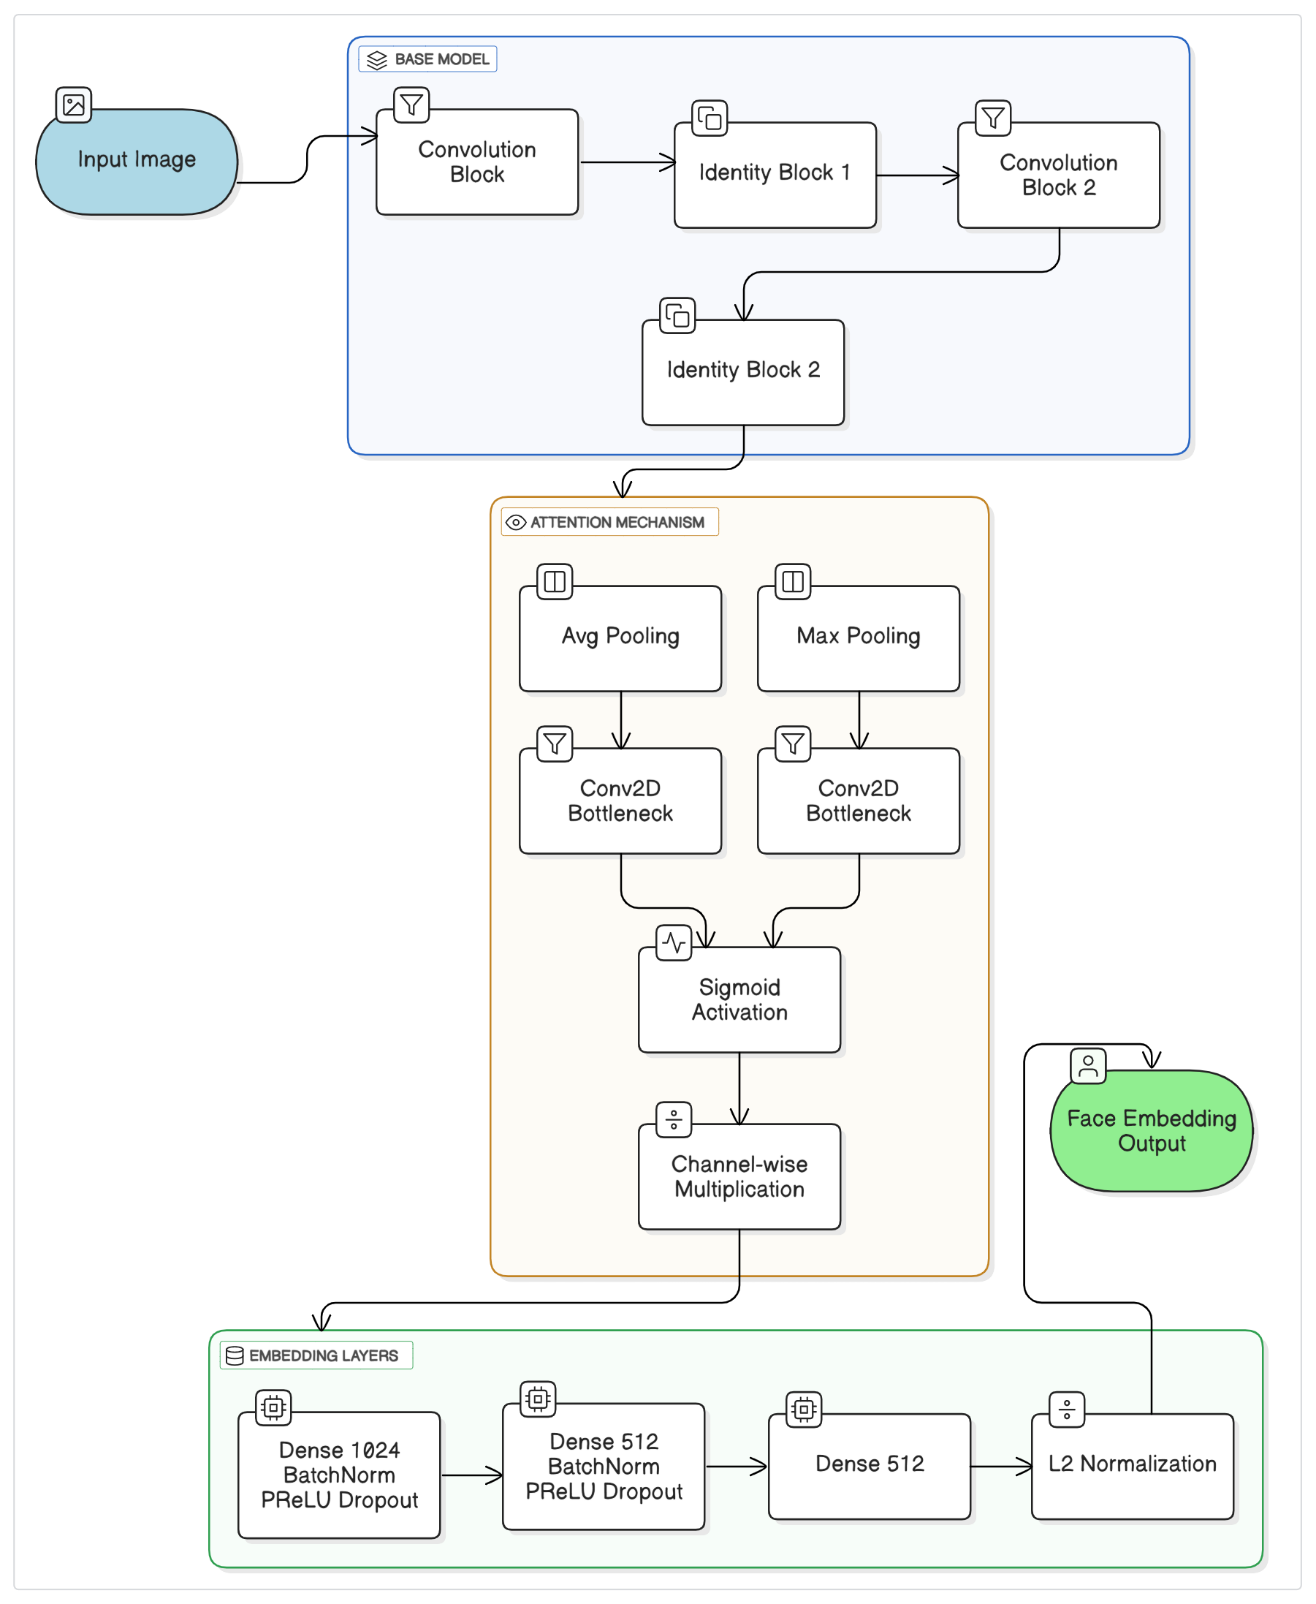 BASE MODEL
Input Image
Convolution
Block
Identity Block 1
Convolution
Block 2
Identity Block 2
ATTENTION MECHANISM
Avg Pooling
Max Pooling
Conv2D
Bottleneck
Conv2D
Bottleneck
Sigmoid
Activation
Channel-wise
Multiplication
Face Embedding
Output
EMBEDDING LAYERS
Dense 1024
BatchNorm
PReLU Dropout
Dense 512
BatchNorm
PReLU Dropout
Dense 512
L2 Normalization